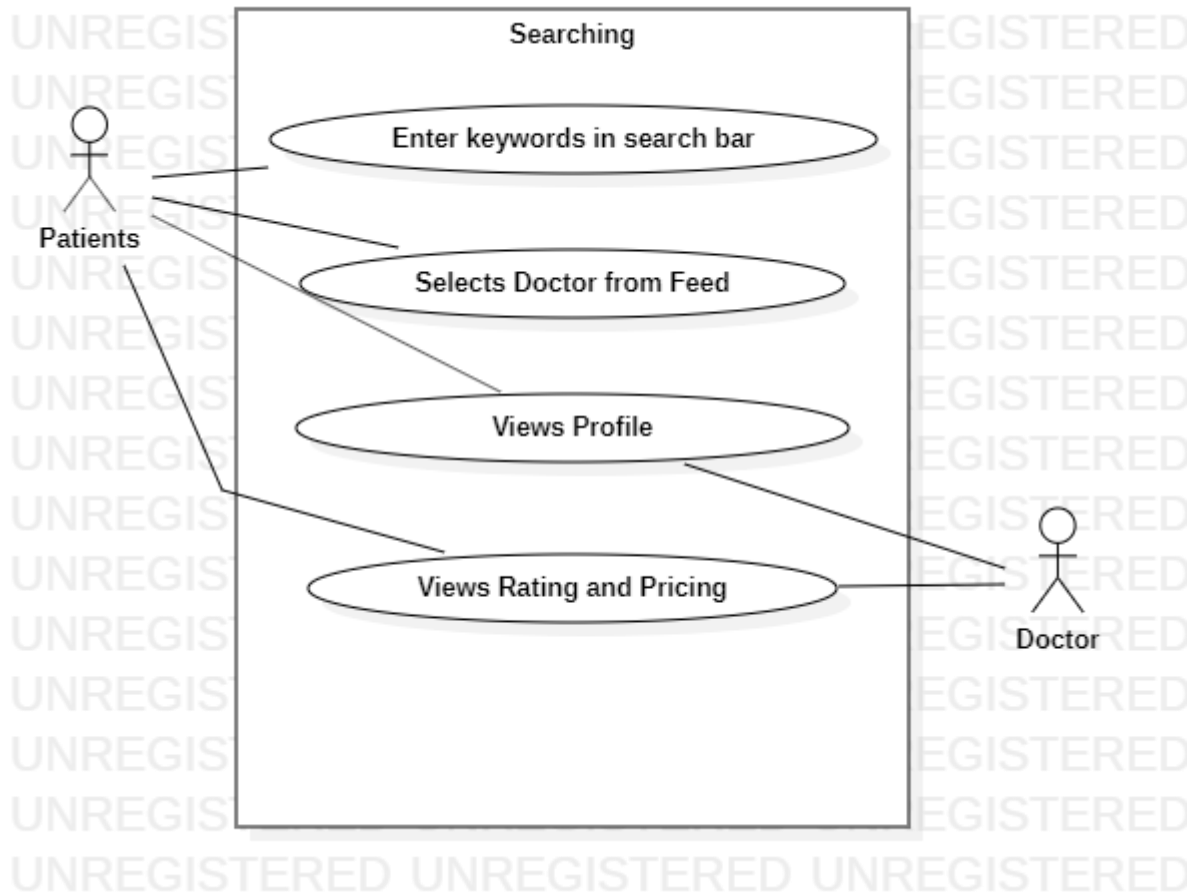 Searching
Enter keywords in search bar
Patients
Selects Doctor from Feed
Views Profile
Views Rating and Pricing
Doctor
UNREGISTERED UNREGISTERED UNREGISTERED